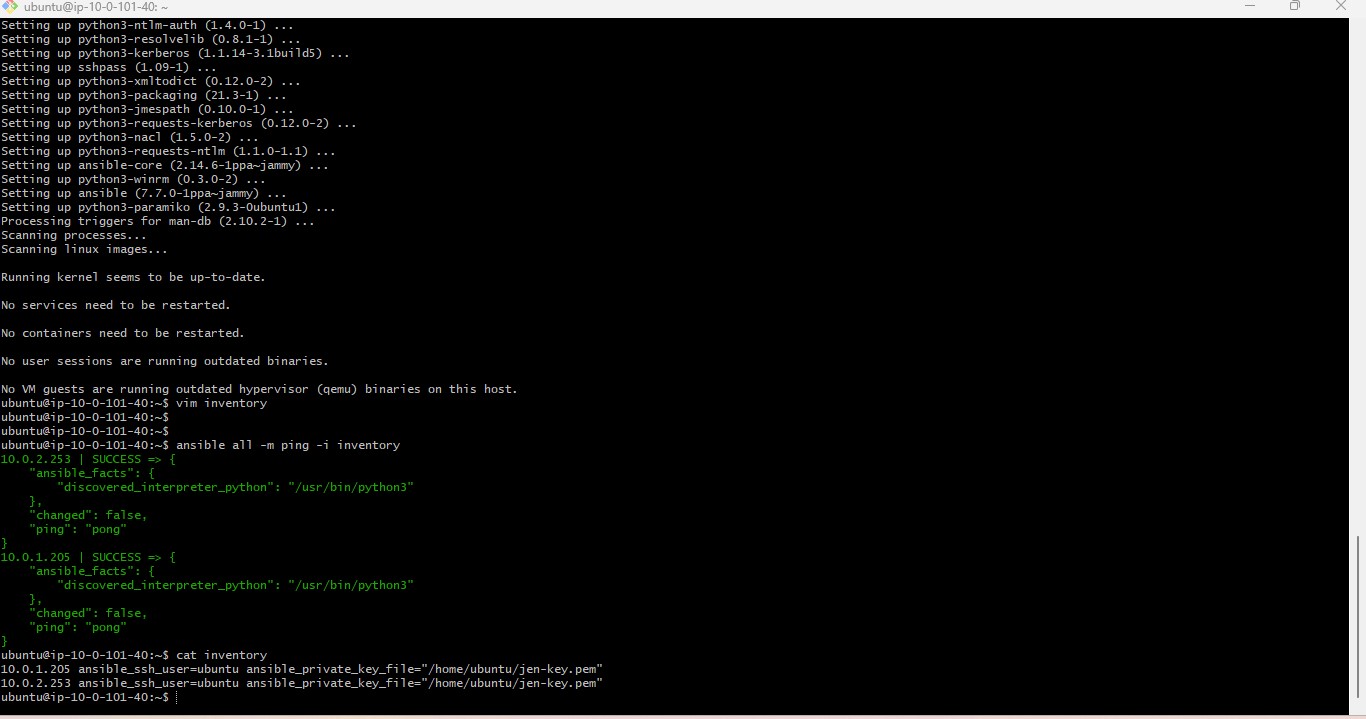 ubuntu@ip-10-0-101-40: ~
Setting up python3-ntlm-auth (1.4.0-1) ...
Setting up python3-resolvelib (0.8.1-1) ...
Setting up python3-kerberos (1.1.14-3.1build5) ...
Setting up sshpass (1.09-1) ...
Setting up python3-xmltodict (0.12.0-2) ...
Setting up python3-packaging (21.3-1) ...
Setting up python3-jmespath (0.10.0-1) ...
Setting up python3-requests-kerberos (0.12.0-2) ...
Setting up python3-nacl (1.5.0-2) ...
Setting up python3-requests-ntlm (1.1.0-1.1) ...
Setting up ansible-core (2.14.6-1ppa~jammy) ...
Setting up python3-winrm (0.3.0-2) ...
Setting up ansible (7.7.0-1ppa~jammy) ...
Setting up python3-paramiko (2.9.3-0ubuntu1) ...
Processing triggers for man-db (2.10.2-1) ...
Scanning processes...
Scanning linux images...
Running kernel seems to be up-to-date.
No services need to be restarted.
No containers need to be restarted.
No user sessions are running outdated binaries.
No VM guests are running outdated hypervisor (qemu) binaries on this host.
ubuntu@ip-10-0-101-40:~$ vim inventory
ubuntu@ip-10-0-101-40:~$
ubuntu@ip-10-0-101-40:~$
ubuntu@ip-10-0-101-40:~$ ansible all -m ping -i inventory
10.0.2.253 | SUCCESS => {
    "ansible_facts": {
        "discovered_interpreter_python": "/usr/bin/python3"
    },
    "changed": false,
    "ping": "pong"
}
10.0.1.205 | SUCCESS => {
    "ansible_facts": {
        "discovered_interpreter_python": "/usr/bin/python3"
    },
    "changed": false,
    "ping": "pong"
}
ubuntu@ip-10-0-101-40:~$ cat inventory
10.0.1.205 ansible_ssh_user=ubuntu ansible_private_key_file="/home/ubuntu/jen-key.pem"
10.0.2.253 ansible_ssh_user=ubuntu ansible_private_key_file="/home/ubuntu/jen-key.pem"
ubuntu@ip-10-0-101-40:~$